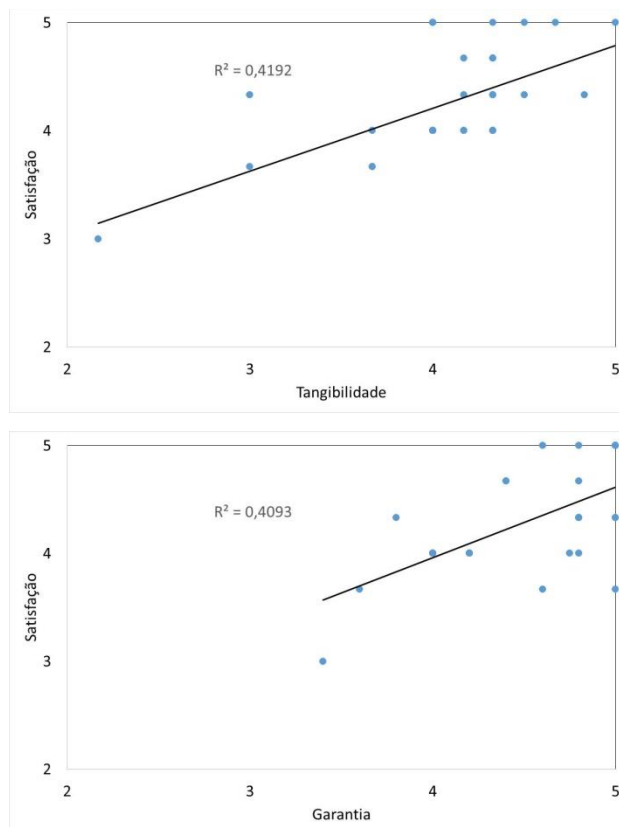 5
R² = 0,4192
4
Satisfação
3
2
2 3 4 5
Tangibilidade
5
R² = 0,4093
4
Satisfação
3
2
2 3 4 5
Garantia